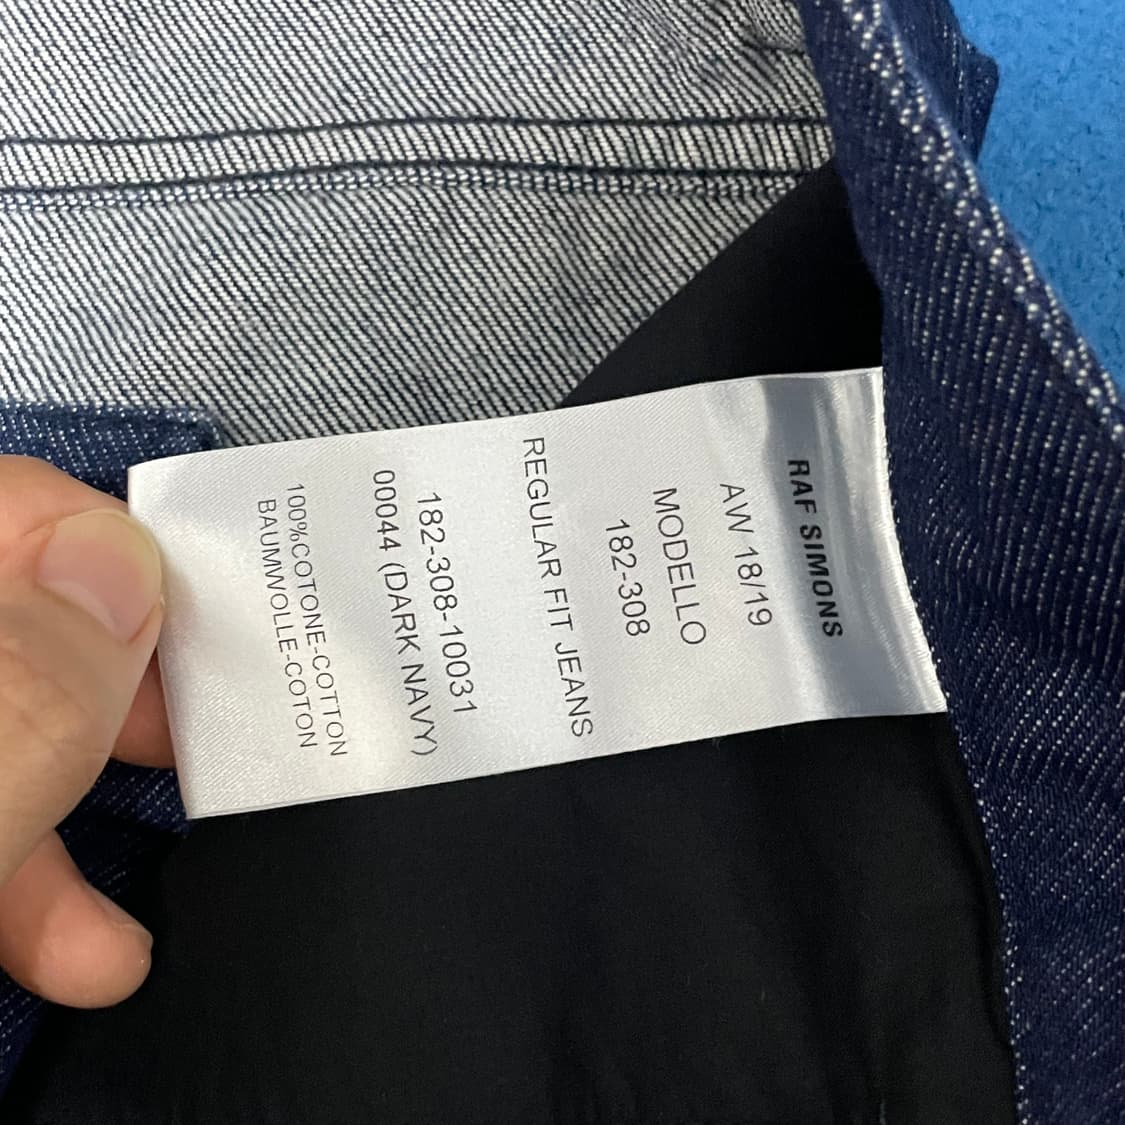 RAF SIMONS
AW 18/19
MODELLO
182-308
REGULAR FIT JEANS
182-308-10031
00044 (DARK NAVY)
100%COTONE-COTTON
BAUMWOLLE-COTON